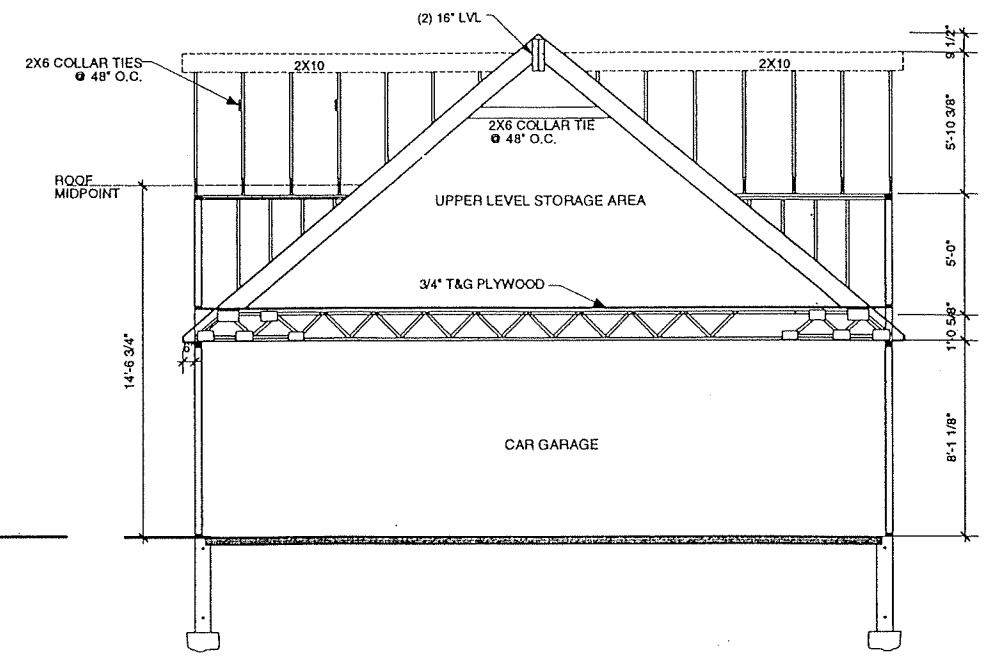 (2) 16" LVL
2X6 COLLAR TIES
@ 48" O.C.
2X10
2X10
9 1/2"
2X6 COLLAR TIE
@ 48" O.C.
5'-10 3/8"
ROOF
MIDPOINT
UPPER LEVEL STORAGE AREA
5'-0"
3/4" T&G PLYWOOD
1'-0 5/8"
8"
14'-6 3/4"
CAR GARAGE
8'-1 1/8"